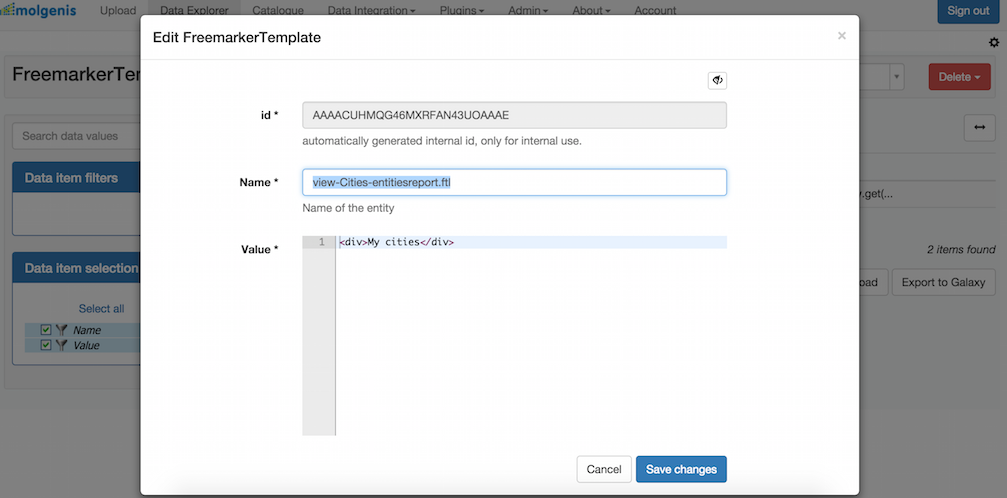 molgenis
Upload
Data Explorer
Catalogue
Data Integration
Plugins
Admin
About
Account
Sign out
Edit FreemarkerTemplate
×
FreemarkerTe
Delete
id *
AAAACUHMQG46MXRFAN43UOAAAE
automatically generated internal id, only for internal use.
Search data values
Data item filters
Name *
view-Cities-entitiesreport.ftl
Name of the entity
.get(...
Value *
1 <div>My cities</div>
2 items found
Data item selection
oad
Export to Galaxy
Select all
Name
Value
Cancel
Save changes